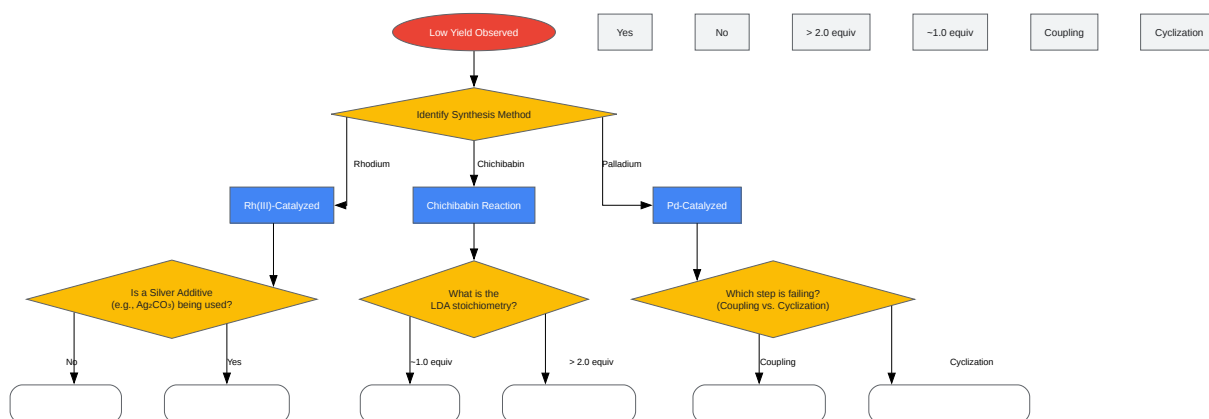 Low Yield Observed
Yes
No
> 2.0 equiv
~1.0 equiv
Coupling
Cyclization
Identify Synthesis Method
Rhodium
Chichibabin
Palladium
Rh(III)-Catalyzed
Chichibabin Reaction
Pd-Catalyzed
Is a Silver Additive
(e.g., Ag₂CO₃) being used?
What is the
LDA stoichiometry?
Which step is failing?
(Coupling vs. Cyclization)
No
Yes
~1.0 equiv
> 2.0 equiv
Coupling
Cyclization